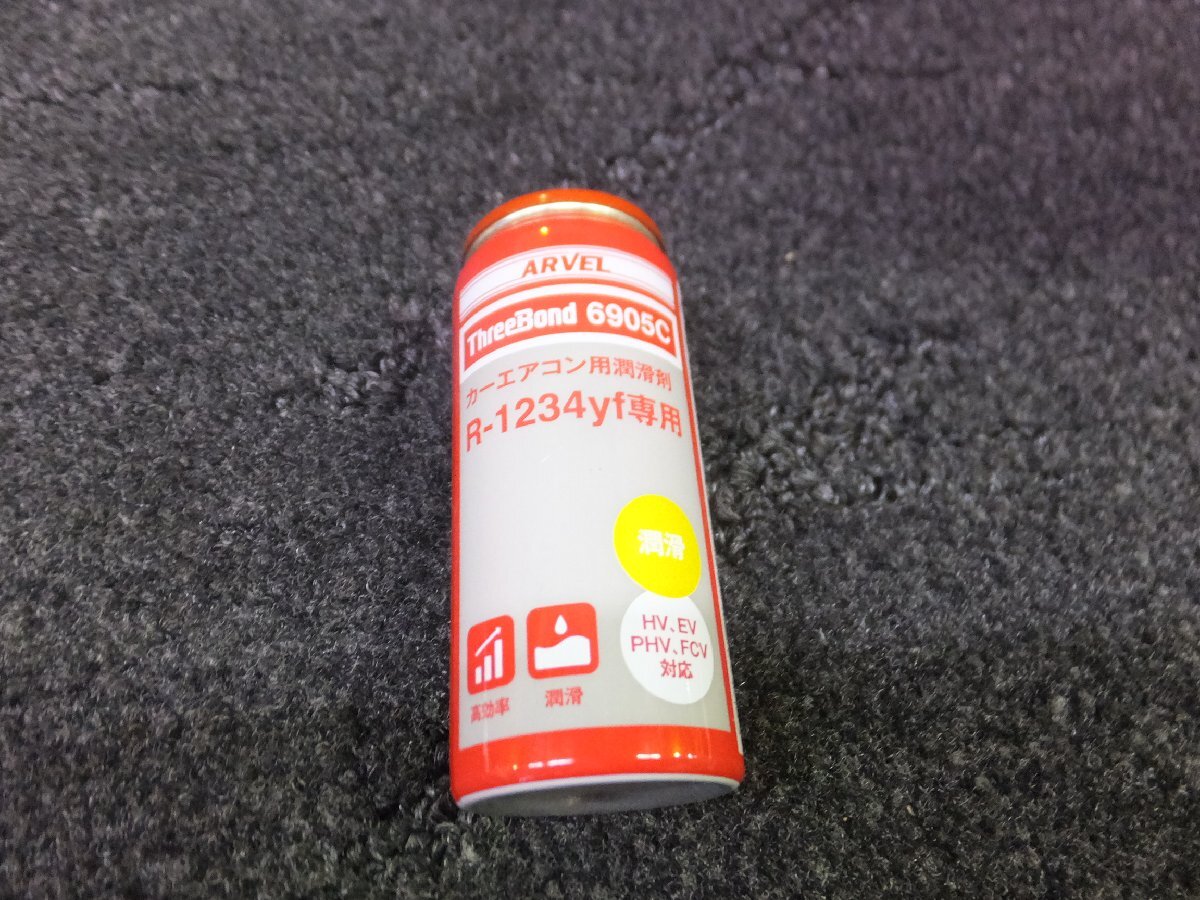 ARVEL
ThreeBond 6905C
カーエアコン用潤滑剤
R-1234yf専用
潤滑
HV、EV
PHV、FCV
対応
高効率
潤滑